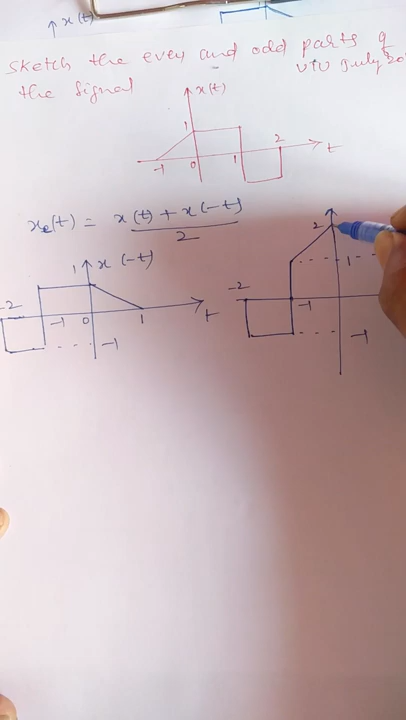 x(t)
Sketch the evey and odd parts of
the signal VTU July 20
x(t)
1
-1 0 1 2 t
xe(t) = x(t) + x(-t)
2
1 x(-t)
-2 -1 0 1 t
-1
2
1
-2 -1
-1